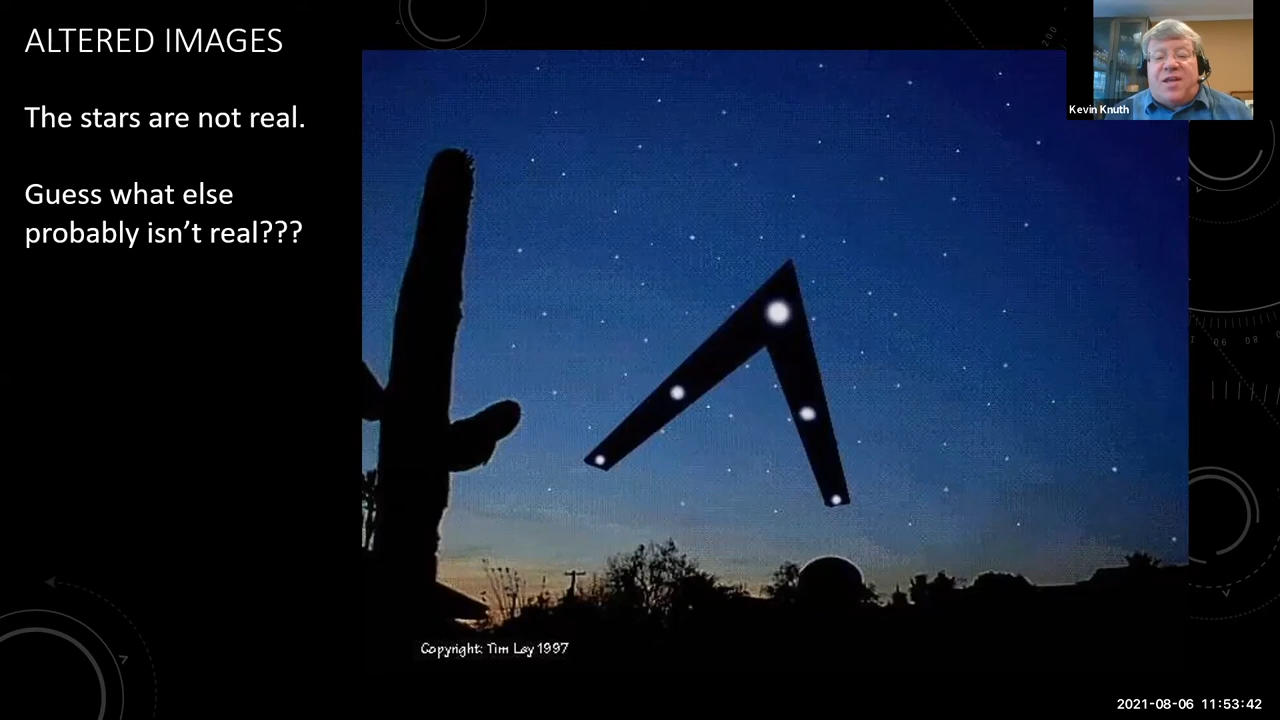 ALTERED IMAGES
The stars are not real.
Guess what else
probably isn’t real???
Kevin Knuth
Copyright: Tim Ley 1997
2021-08-06 11:53:42